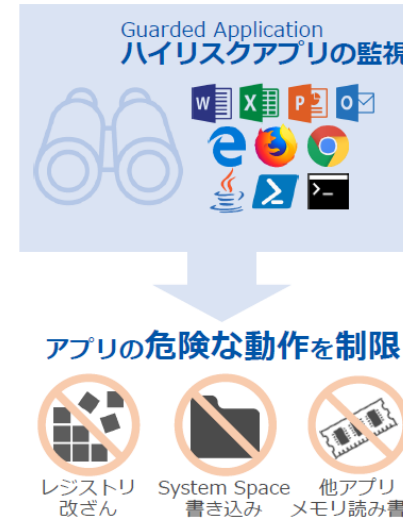 Guarded Application
ハイリスクアプリの監視
W X P O
>_
アプリの危険な動作を制限
レジストリ System Space 他アプリ
改ざん 書き込み メモリ読み書